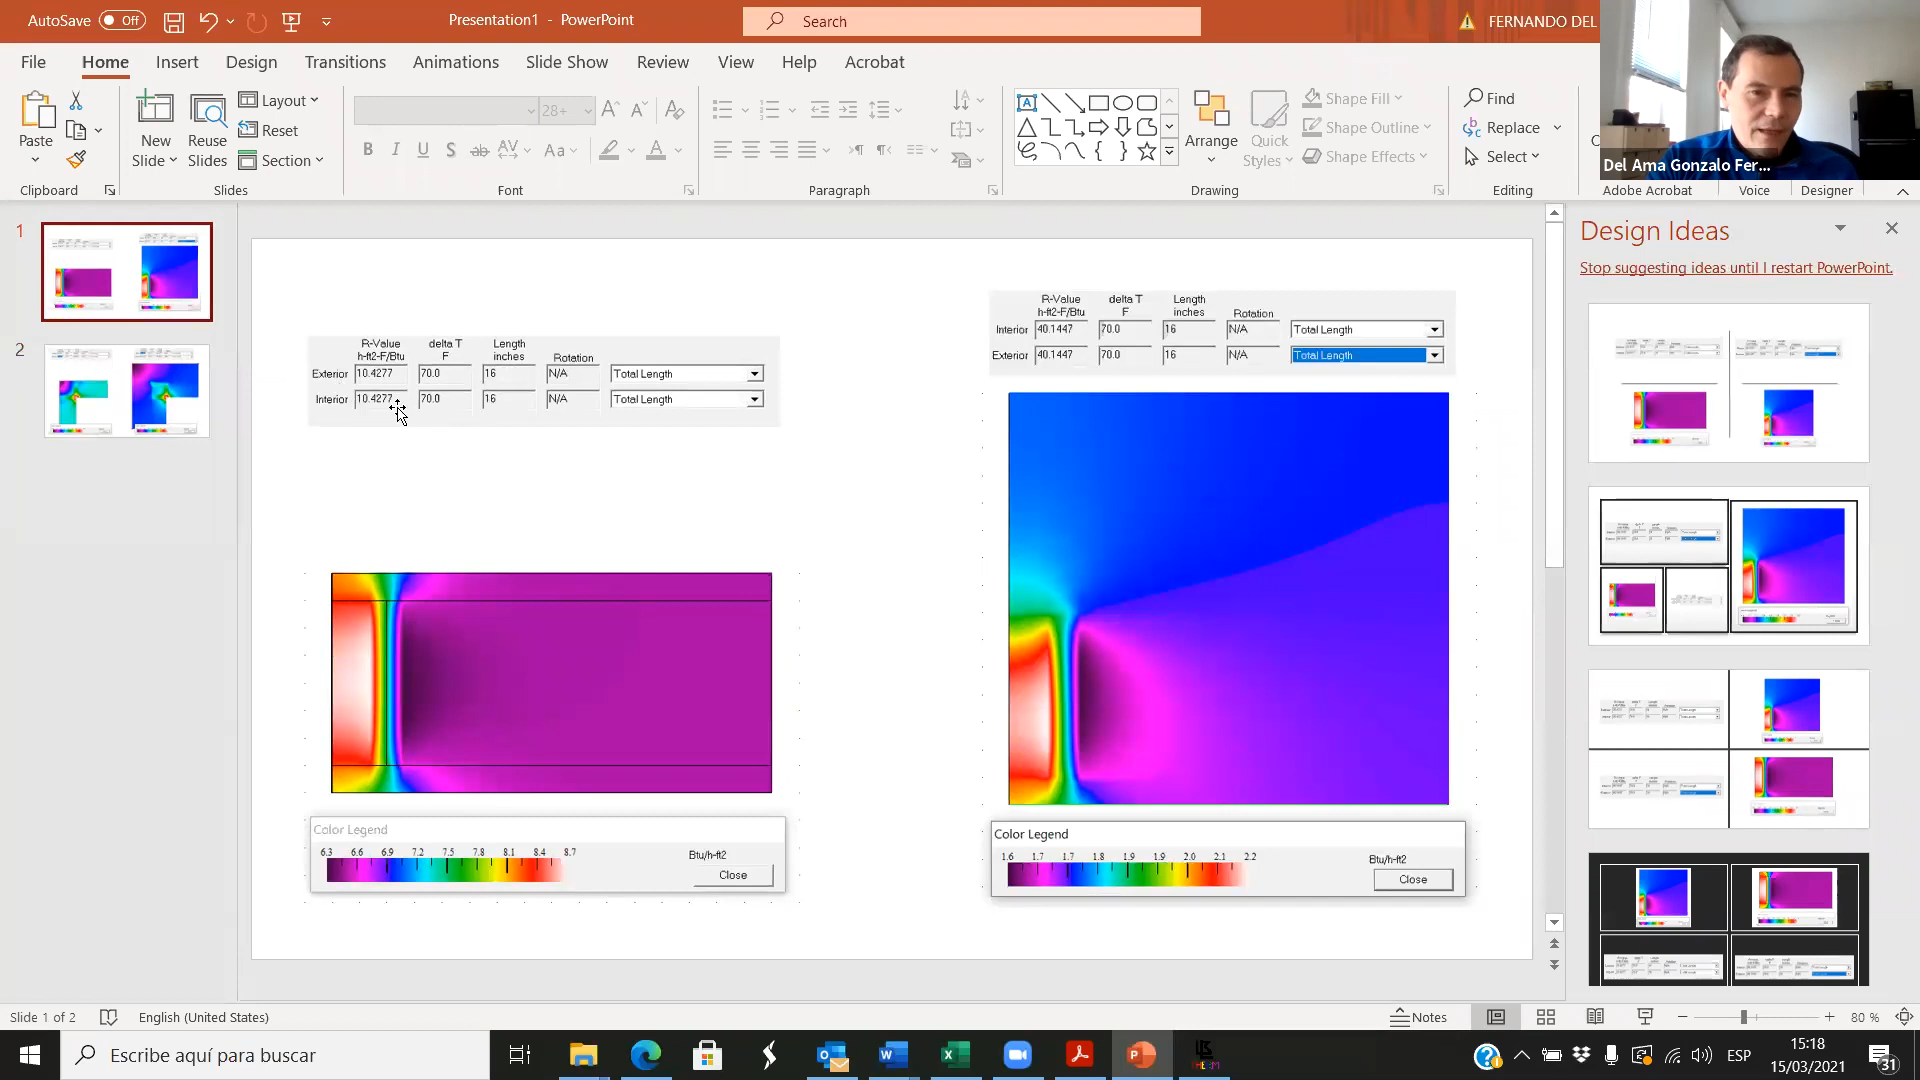 AutoSave Off
Presentation1 - PowerPoint
Search
FERNANDO DEL
File Home Insert Design Transitions Animations Slide Show Review View Help Acrobat
Paste
New Slide
Reuse Slides
Layout
Reset
Section
28+
B I U S ab AV Aa A
Arrange
Quick Styles
Shape Fill
Shape Outline
Shape Effects
Find
Replace
Select
Del Ama Gonzalo Fer...
Clipboard Slides Font Paragraph Drawing Editing Adobe Acrobat Voice Designer
1
2
R-Value h-ft2-F/Btu
delta T F
Length inches
Rotation
Exterior 10.4277 70.0 16 N/A Total Length
Interior 10.4277 70.0 16 N/A Total Length
Color Legend
6.3 6.6 6.9 7.2 7.5 7.8 8.1 8.4 8.7
Btu/h-ft2
Close
R-Value h-ft2-F/Btu
delta T F
Length inches
Rotation
Interior 40.1447 70.0 16 N/A Total Length
Exterior 40.1447 70.0 16 N/A Total Length
Color Legend
1.6 1.7 1.7 1.8 1.9 1.9 2.0 2.1 2.2
Btu/h-ft2
Close
Design Ideas
Stop suggesting ideas until I restart PowerPoint.
Slide 1 of 2
English (United States)
Notes
80 %
Escribe aquí para buscar
ESP
15:18
15/03/2021
31